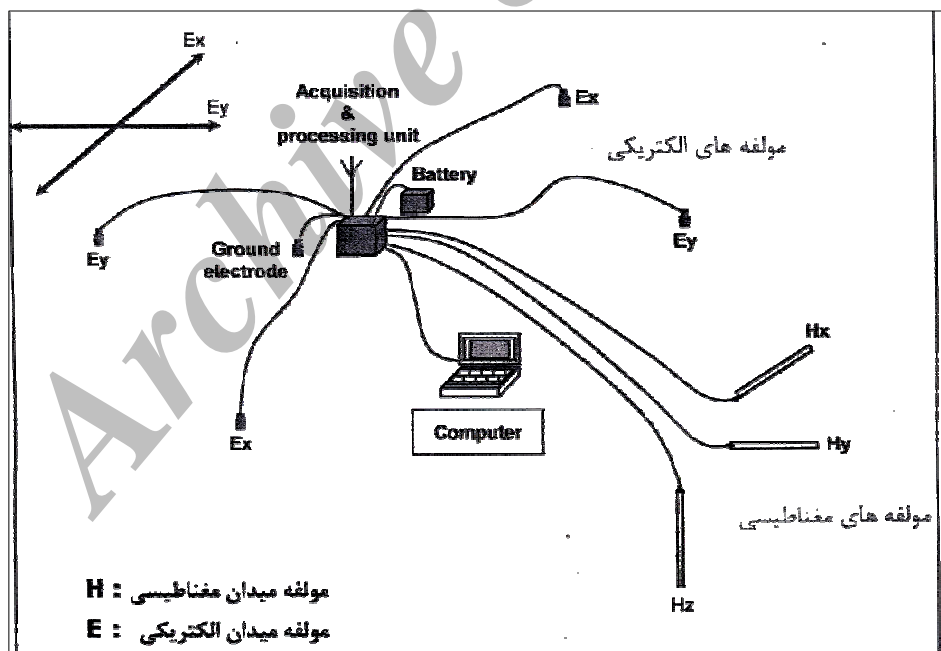 Ex
Ey
Acquisition
&
processing unit
Ex
مولفه های الکتریکی
Battery
Ey
Ground
electrode
Ey
Hx
Ex
Computer
Hy
مولفه های مغناطیسی
Hz
H : مولفه میدان مغناطیسی
E : مولفه میدان الکتریکی
Archive